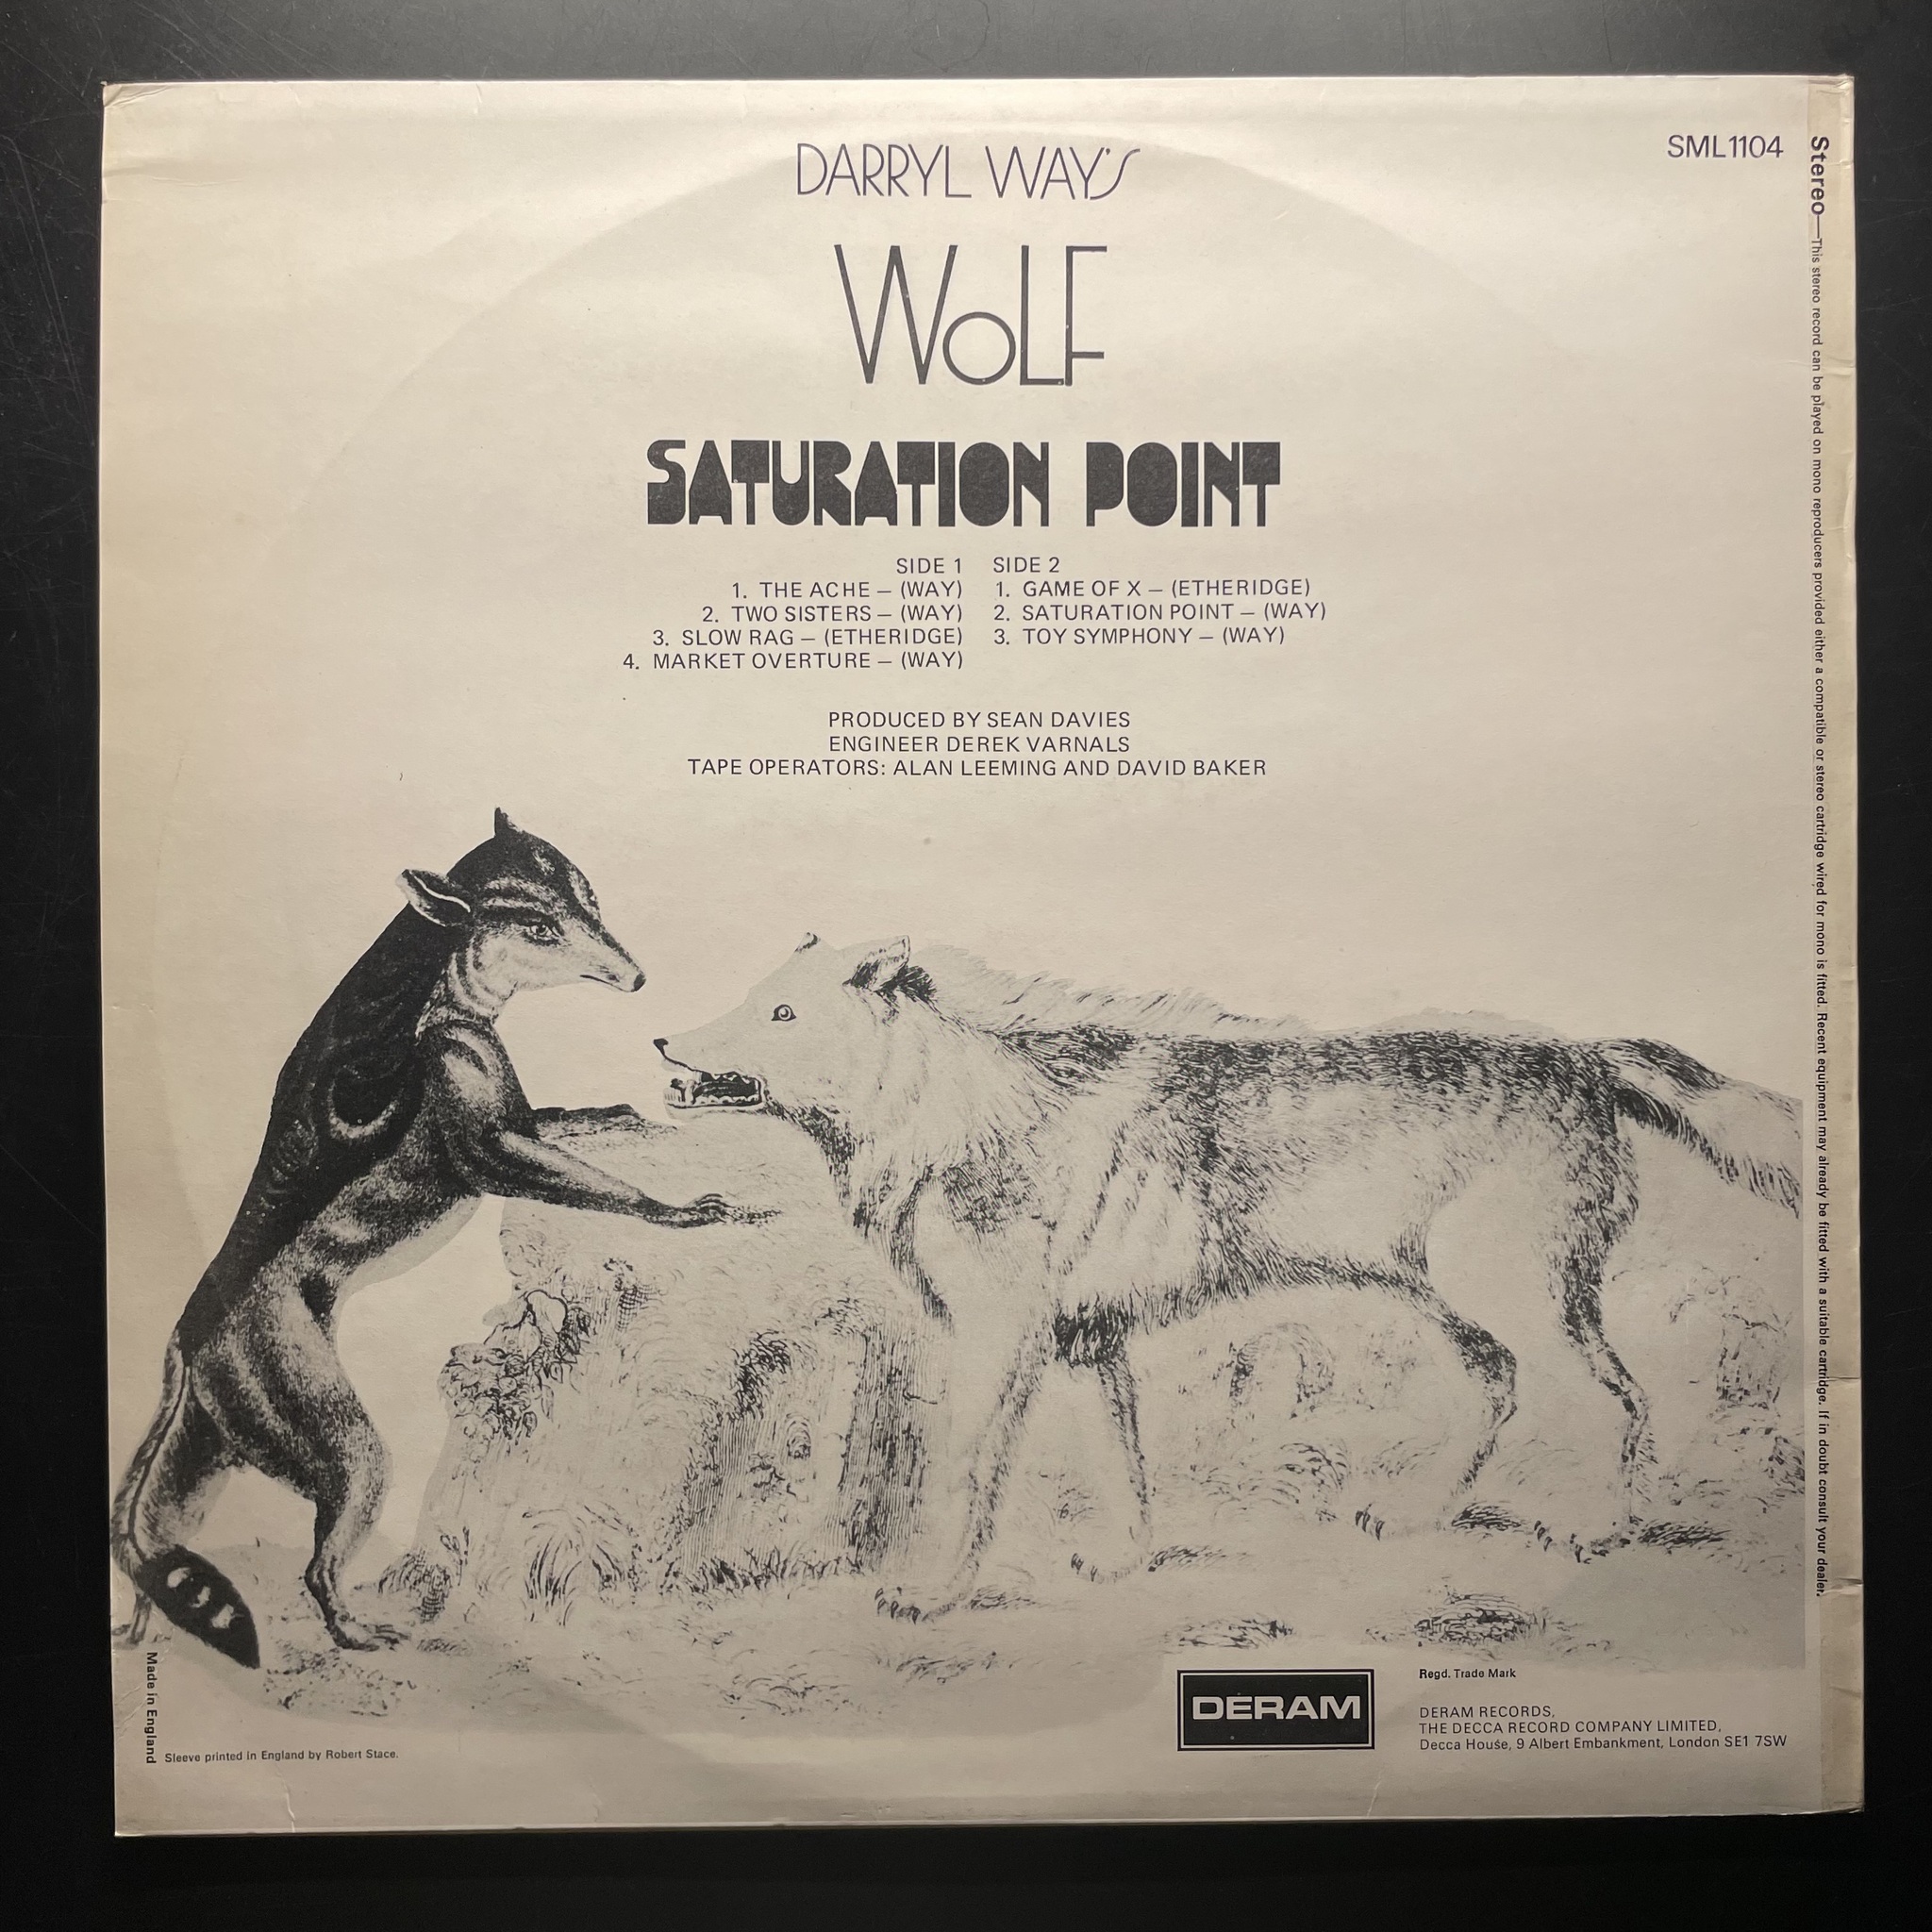 DARRYL WAY'S
WOLF
SATURATION POINT
SML1104
SIDE 1
1. THE ACHE – (WAY)
2. TWO SISTERS – (WAY)
3. SLOW RAG – (ETHERIDGE)
4. MARKET OVERTURE – (WAY)
SIDE 2
1. GAME OF X – (ETHERIDGE)
2. SATURATION POINT – (WAY)
3. TOY SYMPHONY – (WAY)
PRODUCED BY SEAN DAVIES
ENGINEER DEREK VARNALS
TAPE OPERATORS: ALAN LEEMING AND DAVID BAKER
Stereo—This stereo record can be played on mono reproducers provided either a compatible or stereo cartridge wired for mono is fitted. Recent equipment may already be fitted with a suitable cartridge. If in doubt consult your dealer.
Made in England
Sleeve printed in England by Robert Stace.
DERAM
Regd. Trade Mark
DERAM RECORDS,
THE DECCA RECORD COMPANY LIMITED,
Decca House, 9 Albert Embankment, London SE1 7SW